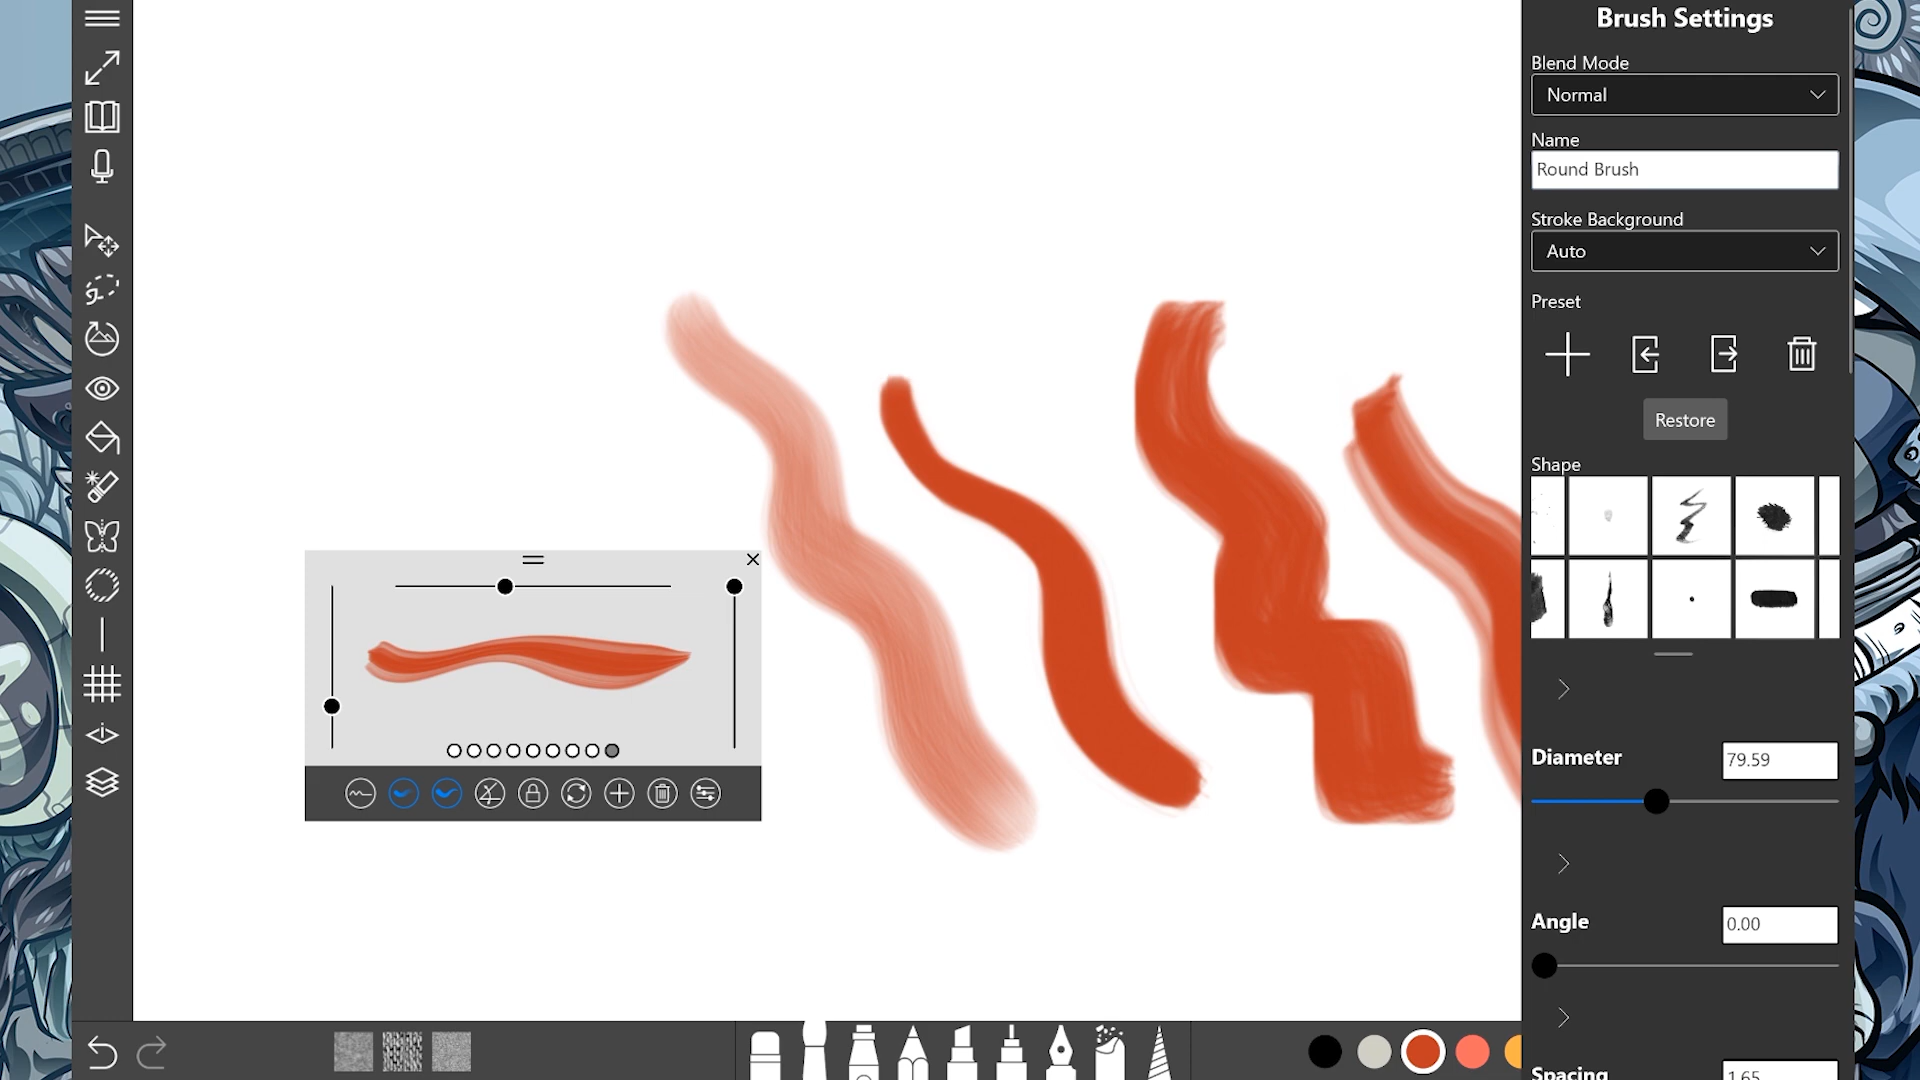 Brush Settings
Blend Mode
Normal
Name
Round Brush
Stroke Background
Auto
Preset
Restore
Shape
Diameter 79.59
Angle 0.00
Spacing 1.65